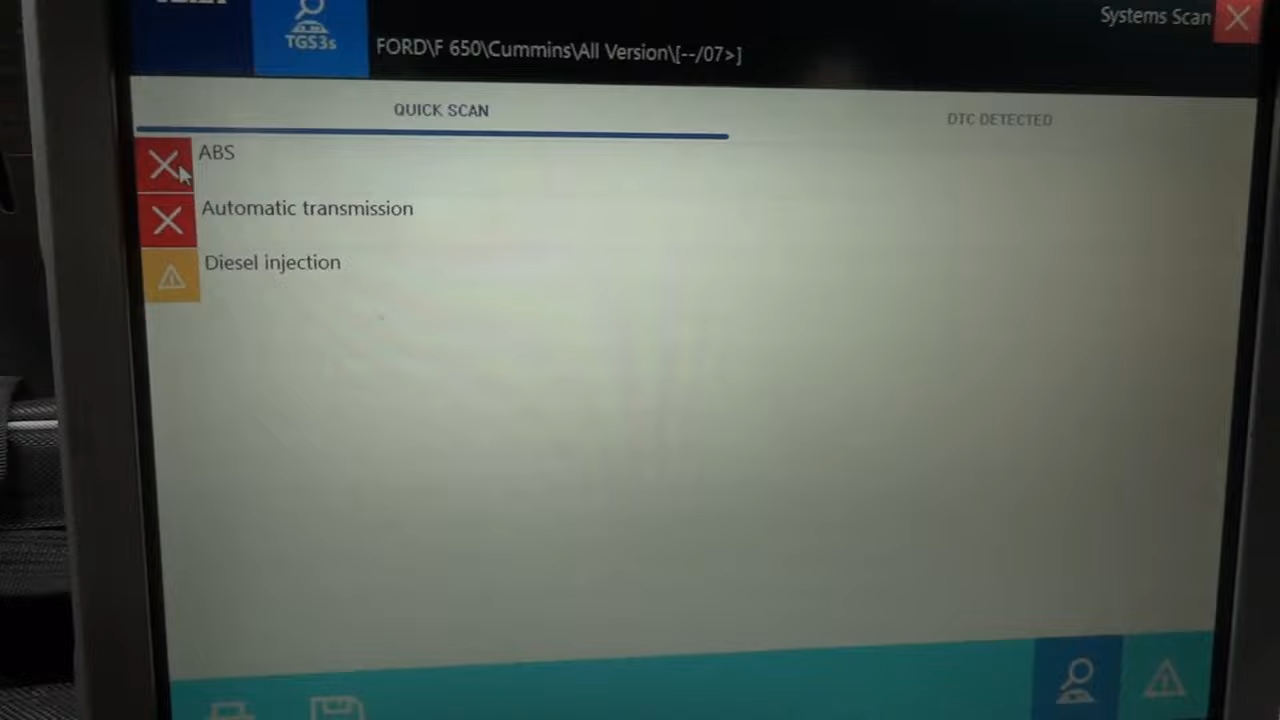 Systems Scan
TGS3s
FORD\F 650\Cummins\All Version\[--/07>]
QUICK SCAN
DTC DETECTED
ABS
Automatic transmission
Diesel injection